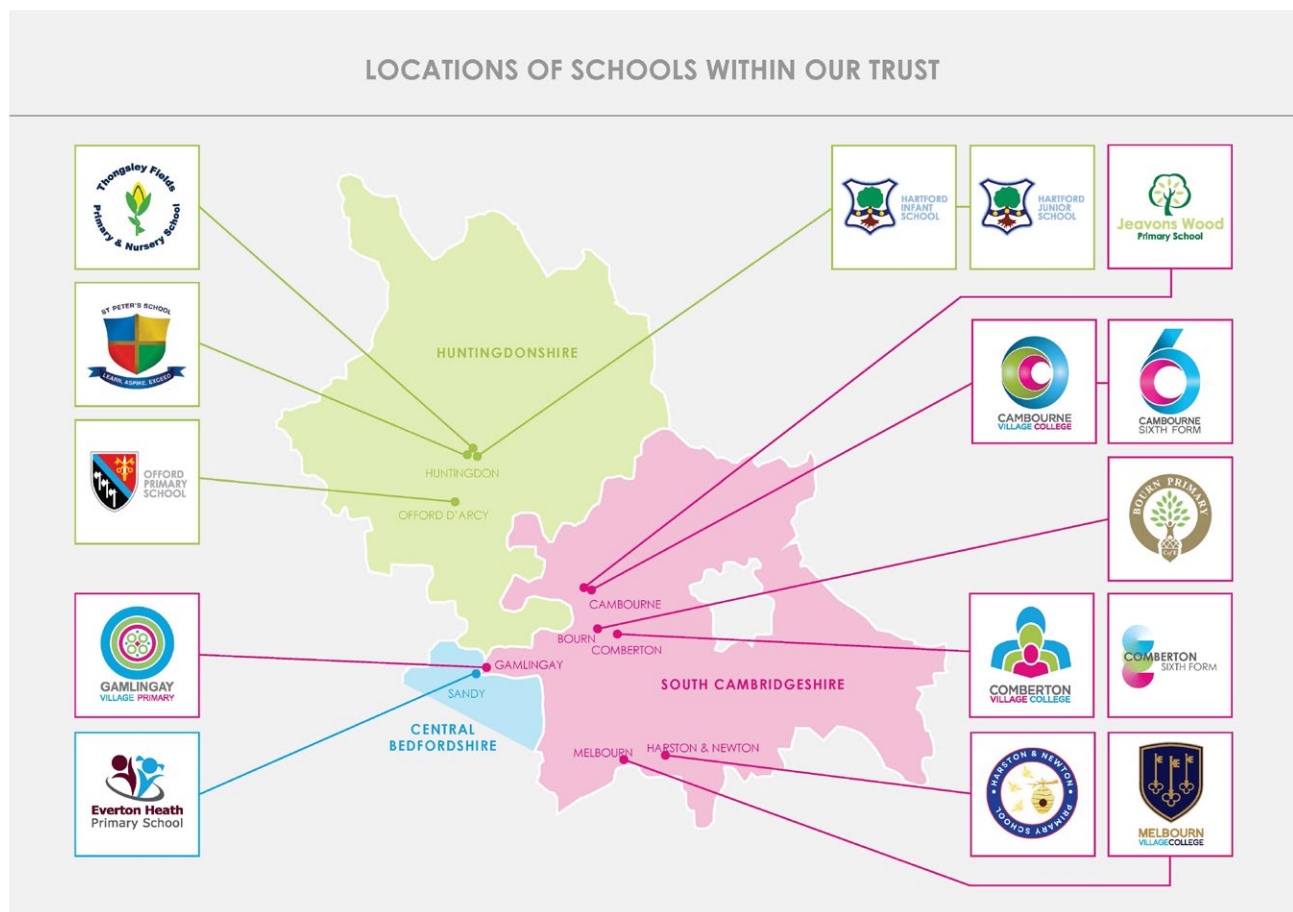 LOCATIONS OF SCHOOLS WITHIN OUR TRUST
Thongsley Fields
Primary & Nursery School
ST PETER'S SCHOOL
LEARN, ASPIRE, EXCEED
OFFORD
PRIMARY
SCHOOL
GAMLINGAY
VILLAGE PRIMARY
Everton Heath
Primary School
HUNTINGDONSHIRE
HUNTINGDON
OFFORD D'ARCY
CAMBOURNE
BOURN
COMBERTON
GAMLINGAY
SANDY
SOUTH CAMBRIDGESHIRE
CENTRAL
BEDFORDSHIRE
MELBOURN
HARSTON & NEWTON
HARTFORD
INFANT
SCHOOL
HARTFORD
JUNIOR
SCHOOL
Jeavons Wood
Primary School
CAMBOURNE
VILLAGE COLLEGE
6
CAMBOURNE
SIXTH FORM
BOURN PRIMARY
CofE
COMBERTON
VILLAGE COLLEGE
COMBERTON
SIXTH FORM
HARSTON & NEWTON
PRIMARY SCHOOL
MELBOURN
VILLAGECOLLEGE